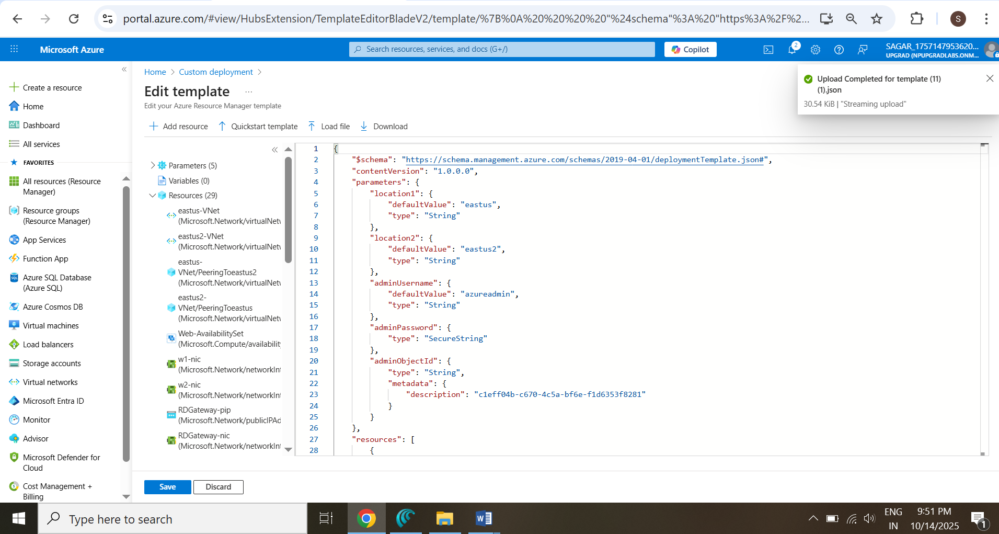 portal.azure.com/#view/HubsExtension/TemplateEditorBladeV2/template/%7B%0A%20%20%20%20"%24schema"%3A%20"https%3A%2F%2...
S
Microsoft Azure
Search resources, services, and docs (G+/)
Copilot
2
SAGAR_1757147953620...
UPGRAD (NPUPGRADLABS.ONM...
Upload Completed for template (11)
(1).json
30.54 KiB | "Streaming upload"
Create a resource
Home
Dashboard
All services
FAVORITES
All resources (Resource
Manager)
Resource groups
(Resource Manager)
App Services
Function App
Azure SQL Database
(Azure SQL)
Azure Cosmos DB
Virtual machines
Load balancers
Storage accounts
Virtual networks
Microsoft Entra ID
Monitor
Advisor
Microsoft Defender for
Cloud
Cost Management +
Billing
Home > Custom deployment >
Edit template ...
Edit your Azure Resource Manager template
Add resource Quickstart template Load file Download
Parameters (5)
Variables (0)
Resources (29)
eastus-VNet
(Microsoft.Network/virtualNetw
eastus2-VNet
(Microsoft.Network/virtualNetw
eastus-
VNet/PeeringToeastus2
(Microsoft.Network/virtualNetw
eastus2-
VNet/PeeringToeastus
(Microsoft.Network/virtualNetw
Web-AvailabilitySet
(Microsoft.Compute/availability
w1-nic
(Microsoft.Network/networkInt
w2-nic
(Microsoft.Network/networkInt
RDGateway-pip
(Microsoft.Network/publicIPAd
RDGateway-nic
(Microsoft.Network/networkInt
1 {
2 "$schema": "https://schema.management.azure.com/schemas/2019-04-01/deploymentTemplate.json#",
3 "contentVersion": "1.0.0.0",
4 "parameters": {
5 "location1": {
6 "defaultValue": "eastus",
7 "type": "String"
8 },
9 "location2": {
10 "defaultValue": "eastus2",
11 "type": "String"
12 },
13 "adminUsername": {
14 "defaultValue": "azureadmin",
15 "type": "String"
16 },
17 "adminPassword": {
18 "type": "SecureString"
19 },
20 "adminObjectId": {
21 "type": "String",
22 "metadata": {
23 "description": "c1eff04b-c670-4c5a-bf6e-f1d6353f8281"
24 }
25 }
26 },
27 "resources": [
28 {
Save Discard
Type here to search
ENG
IN
9:51 PM
10/14/2025
1